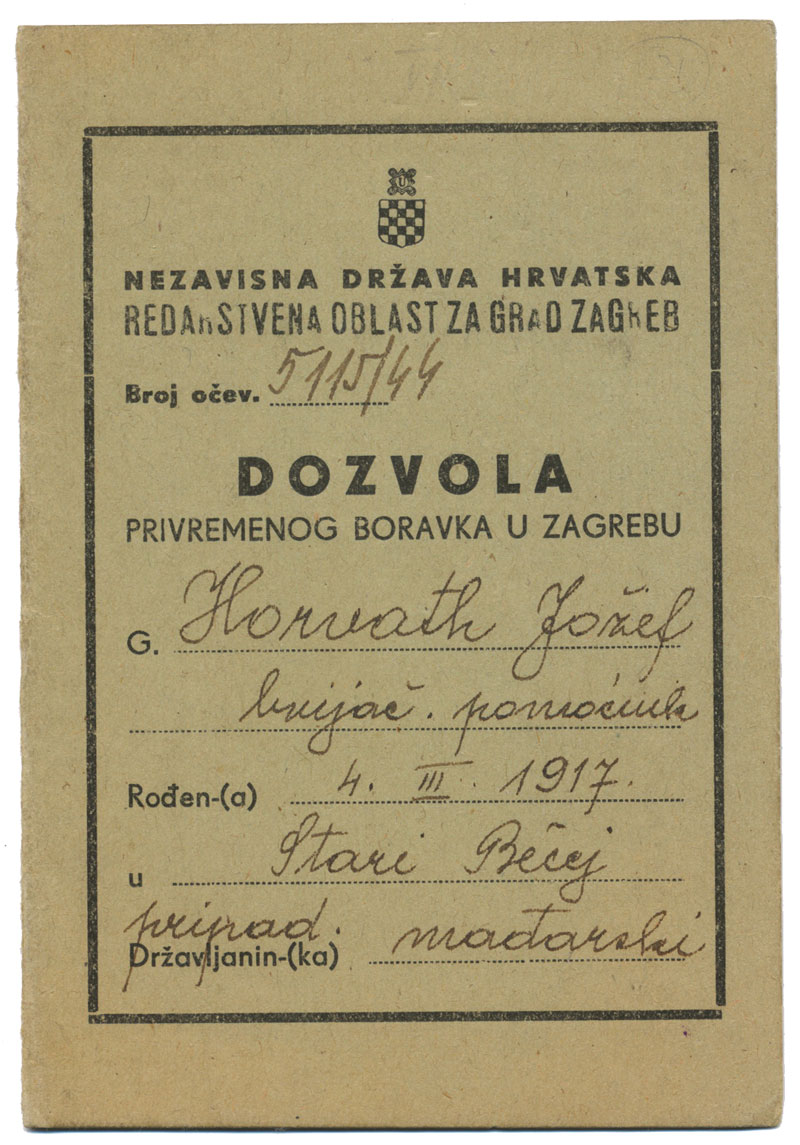 U
NEZAVISNA DRŽAVA HRVATSKA
REDARSTVENA OBLAST ZA GRAD ZAGREB
Broj očev. 5115/44
DOZVOLA
PRIVREMENOG BORAVKA U ZAGREBU
G. Horvath Jožef
brijač. pomoćnik
Rođen-(a) 4. III. 1917.
u Stari Bečej
pripad.
Državljanin-(ka) mađarski